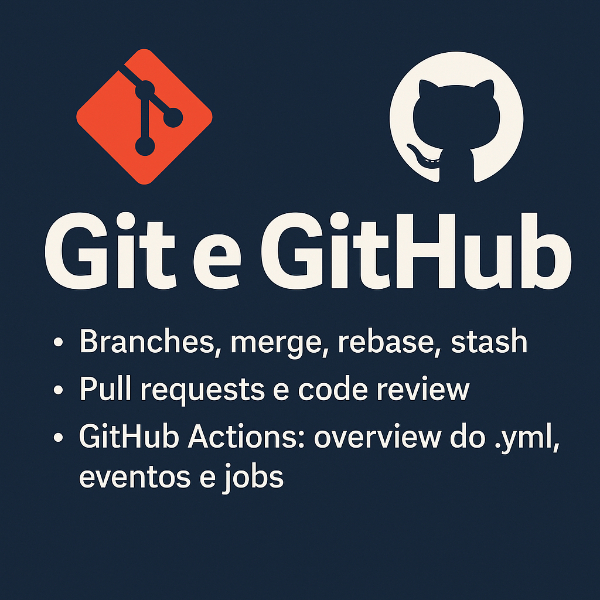 Git e GitHub
• Branches, merge, rebase, stash
• Pull requests e code review
• GitHub Actions: overview do .yml,
eventos e jobs